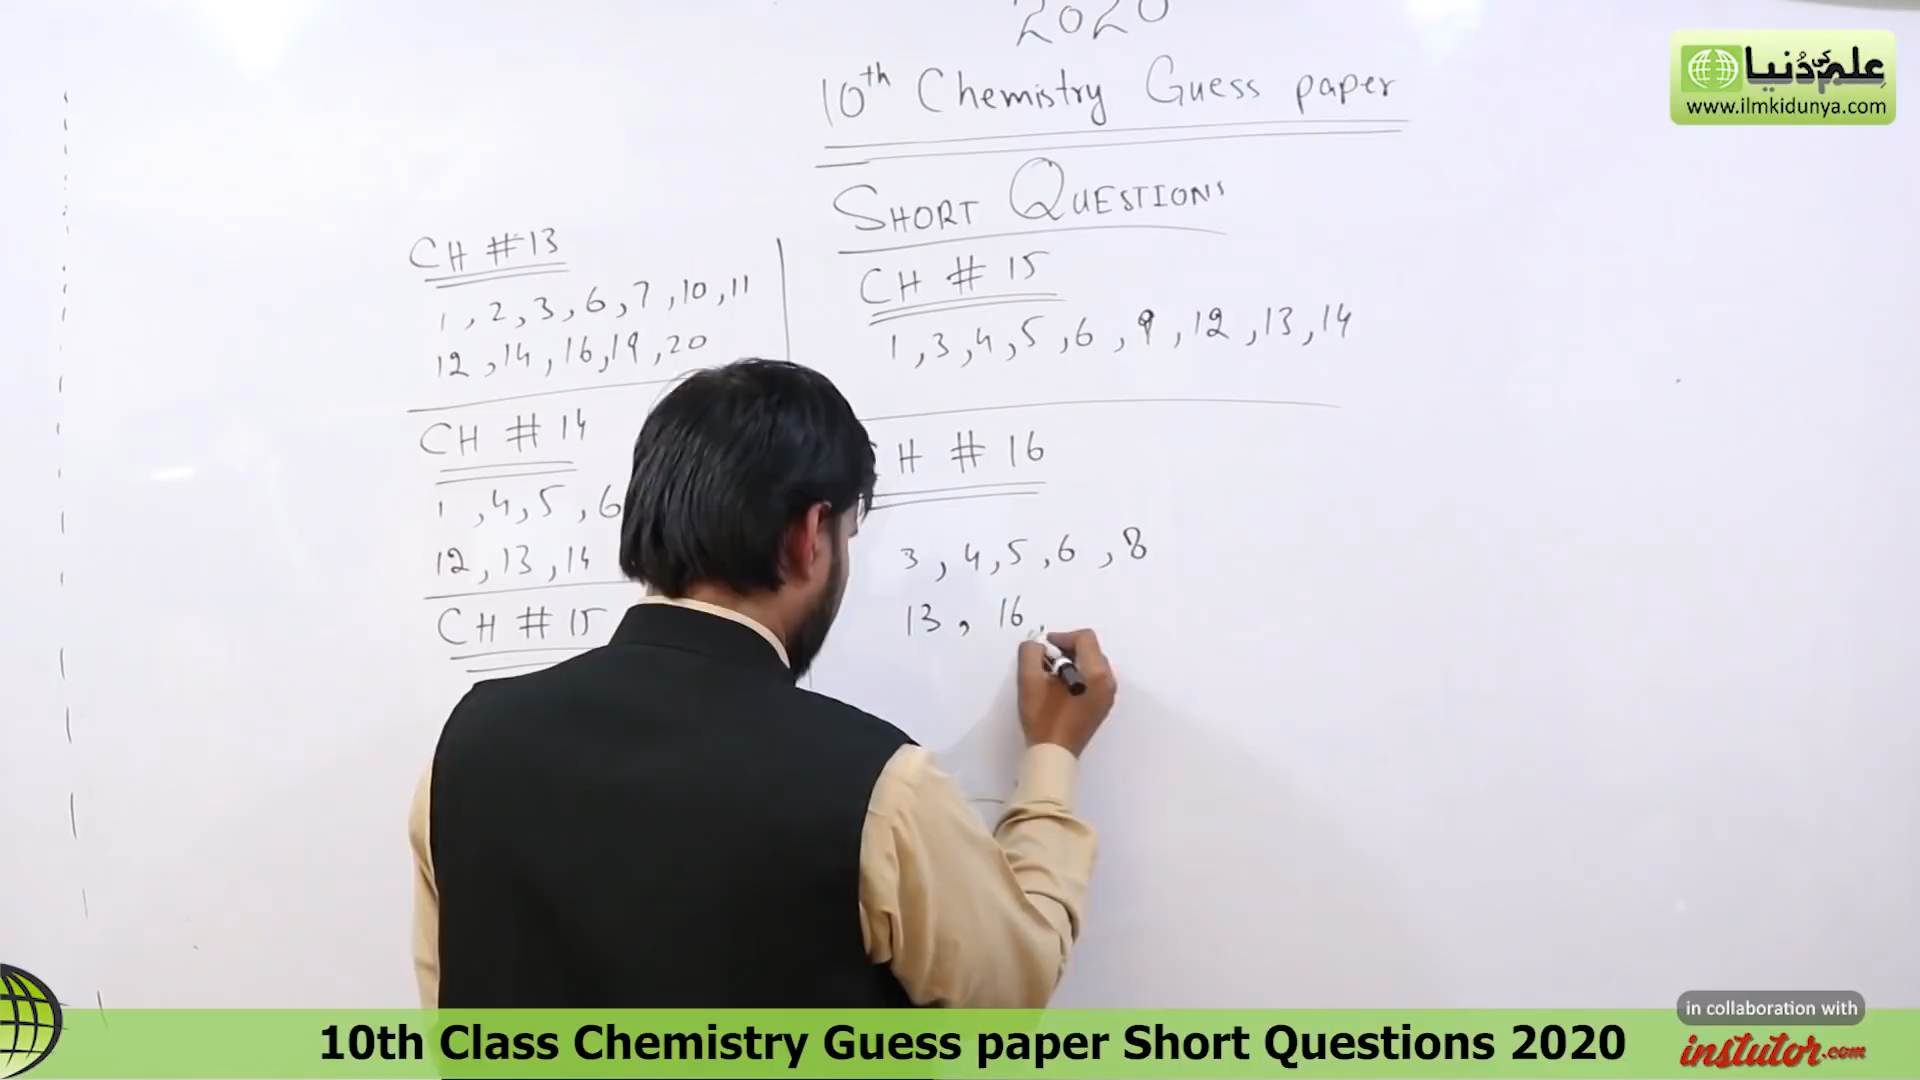 2020
10th Chemistry Guess paper
SHORT QUESTIONS
CH # 13
1, 2, 3, 6, 7, 10, 11
12, 14, 16, 19, 20
CH # 14
1, 4, 5, 6
12, 13, 14
CH # 15
CH # 15
1, 3, 4, 5, 6, 9, 12, 13, 14
H # 16
3, 4, 5, 6, 8
13, 16,
علم کی دُنیا
www.ilmkidunya.com
10th Class Chemistry Guess paper Short Questions 2020
in collaboration with
instutor.com